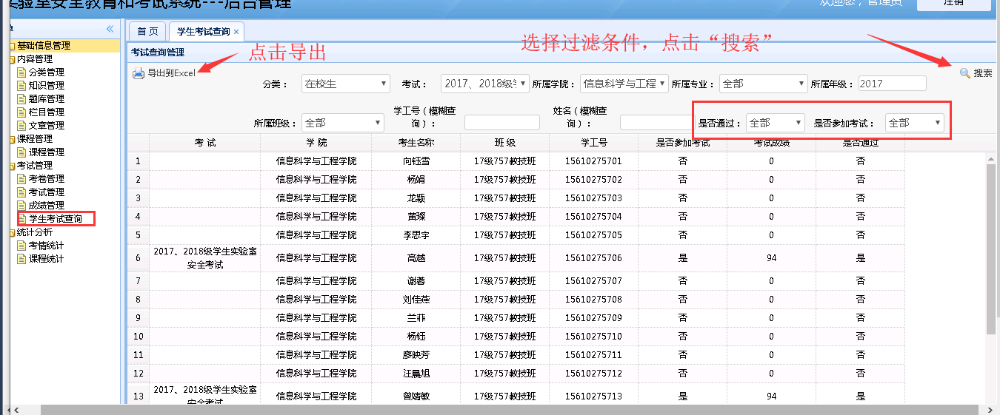 验室安全教育和考试系统---后台管理
欢迎您，管理员
注销
单
基础信息管理
内容管理
分类管理
知识管理
题库管理
栏目管理
文章管理
课程管理
课程管理
考试管理
考卷管理
考试管理
成绩管理
学生考试查询
统计分析
考情统计
课程统计
首 页 学生考试查询 ×
考试查询管理
点击导出
选择过滤条件，点击“搜索”
导出到Excel
搜索
分类： 在校生 考试： 2017、2018级 所属学院： 信息科学与工程 所属专业： 全部 所属年级： 2017
所属班级： 全部 学工号（模糊查询）： 姓名（模糊查询）： 是否通过： 全部 是否参加考试： 全部
考 试 学 院 考生名称 班 级 学工号 是否参加考试 考试成绩 是否通过
1 信息科学与工程学院 向钰雪 17级757教技班 15610275701 否 0 否
2 信息科学与工程学院 杨娟 17级757教技班 15610275702 否 0 否
3 信息科学与工程学院 龙颖 17级757教技班 15610275703 否 0 否
4 信息科学与工程学院 黄璨 17级757教技班 15610275704 否 0 否
5 信息科学与工程学院 李思宇 17级757教技班 15610275705 否 0 否
6 2017、2018级学生实验室安全考试 信息科学与工程学院 高越 17级757教技班 15610275706 是 94 是
7 信息科学与工程学院 谢蓉 17级757教技班 15610275707 否 0 否
8 信息科学与工程学院 刘佳燕 17级757教技班 15610275708 否 0 否
9 信息科学与工程学院 兰菲 17级757教技班 15610275709 否 0 否
10 信息科学与工程学院 杨钰 17级757教技班 15610275710 否 0 否
11 信息科学与工程学院 廖映芳 17级757教技班 15610275711 否 0 否
12 信息科学与工程学院 汪晨旭 17级757教技班 15610275712 否 0 否
13 2017、2018级学生实验室安全考试 信息科学与工程学院 曾婧敏 17级757教技班 15610275713 是 94 是